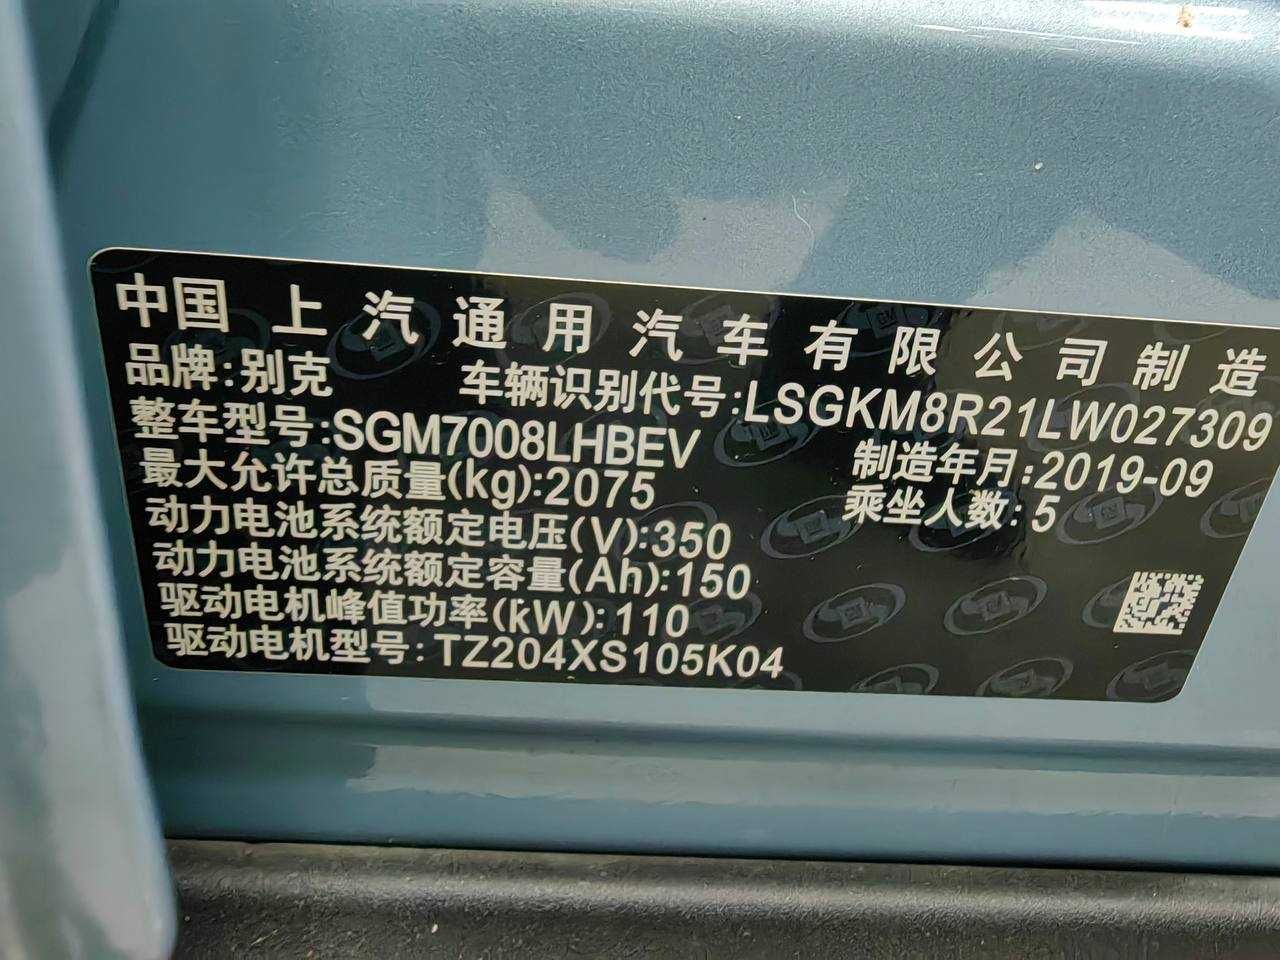 中国上汽通用汽车有限公司制造
品牌:别克 车辆识别代号:LSGKM8R21LW027309
整车型号:SGM7008LHBEV 制造年月:2019-09
最大允许总质量(kg):2075 乘坐人数:5
动力电池系统额定电压(V):350
动力电池系统额定容量(Ah):150
驱动电机峰值功率(kW):110
驱动电机型号:TZ204XS105K04